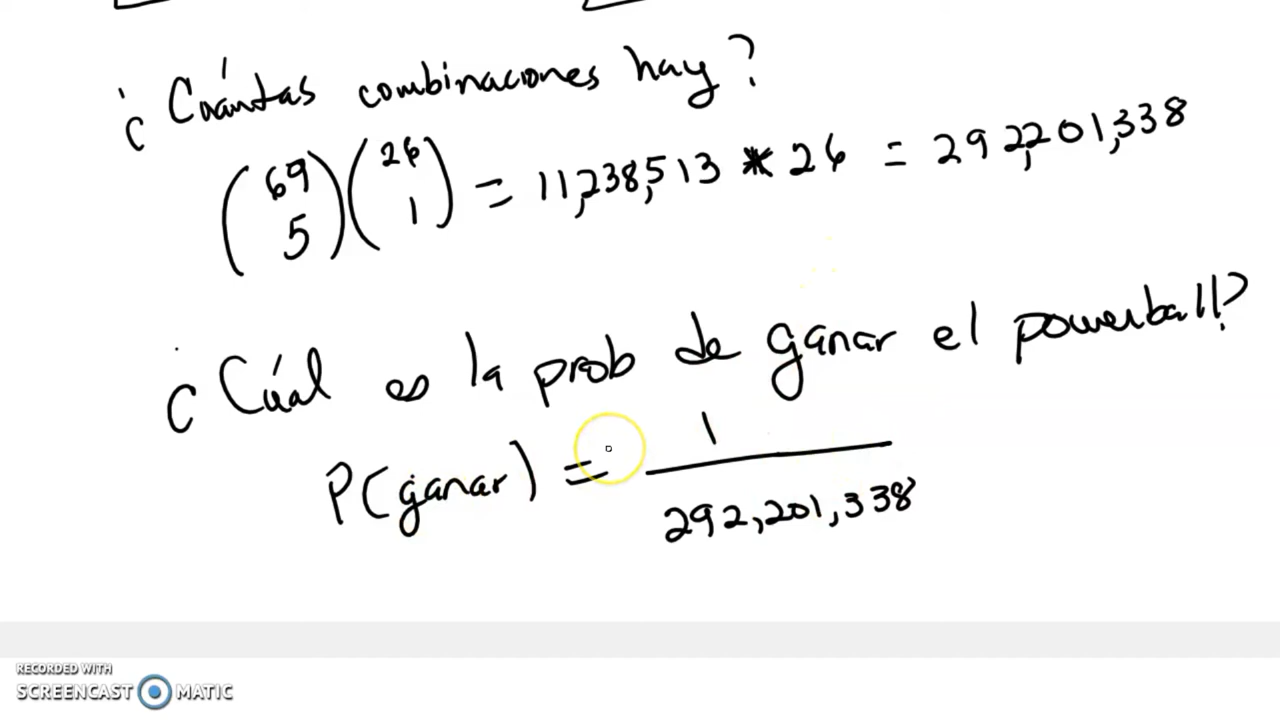 ¿Cuántas combinaciones hay?
(69 5)(26 1) = 11,238,513 * 26 = 292,201,338
¿Cúal es la prob de ganar el powerball?
P(ganar) = 1
292,201,338
RECORDED WITH
SCREENCAST MATIC